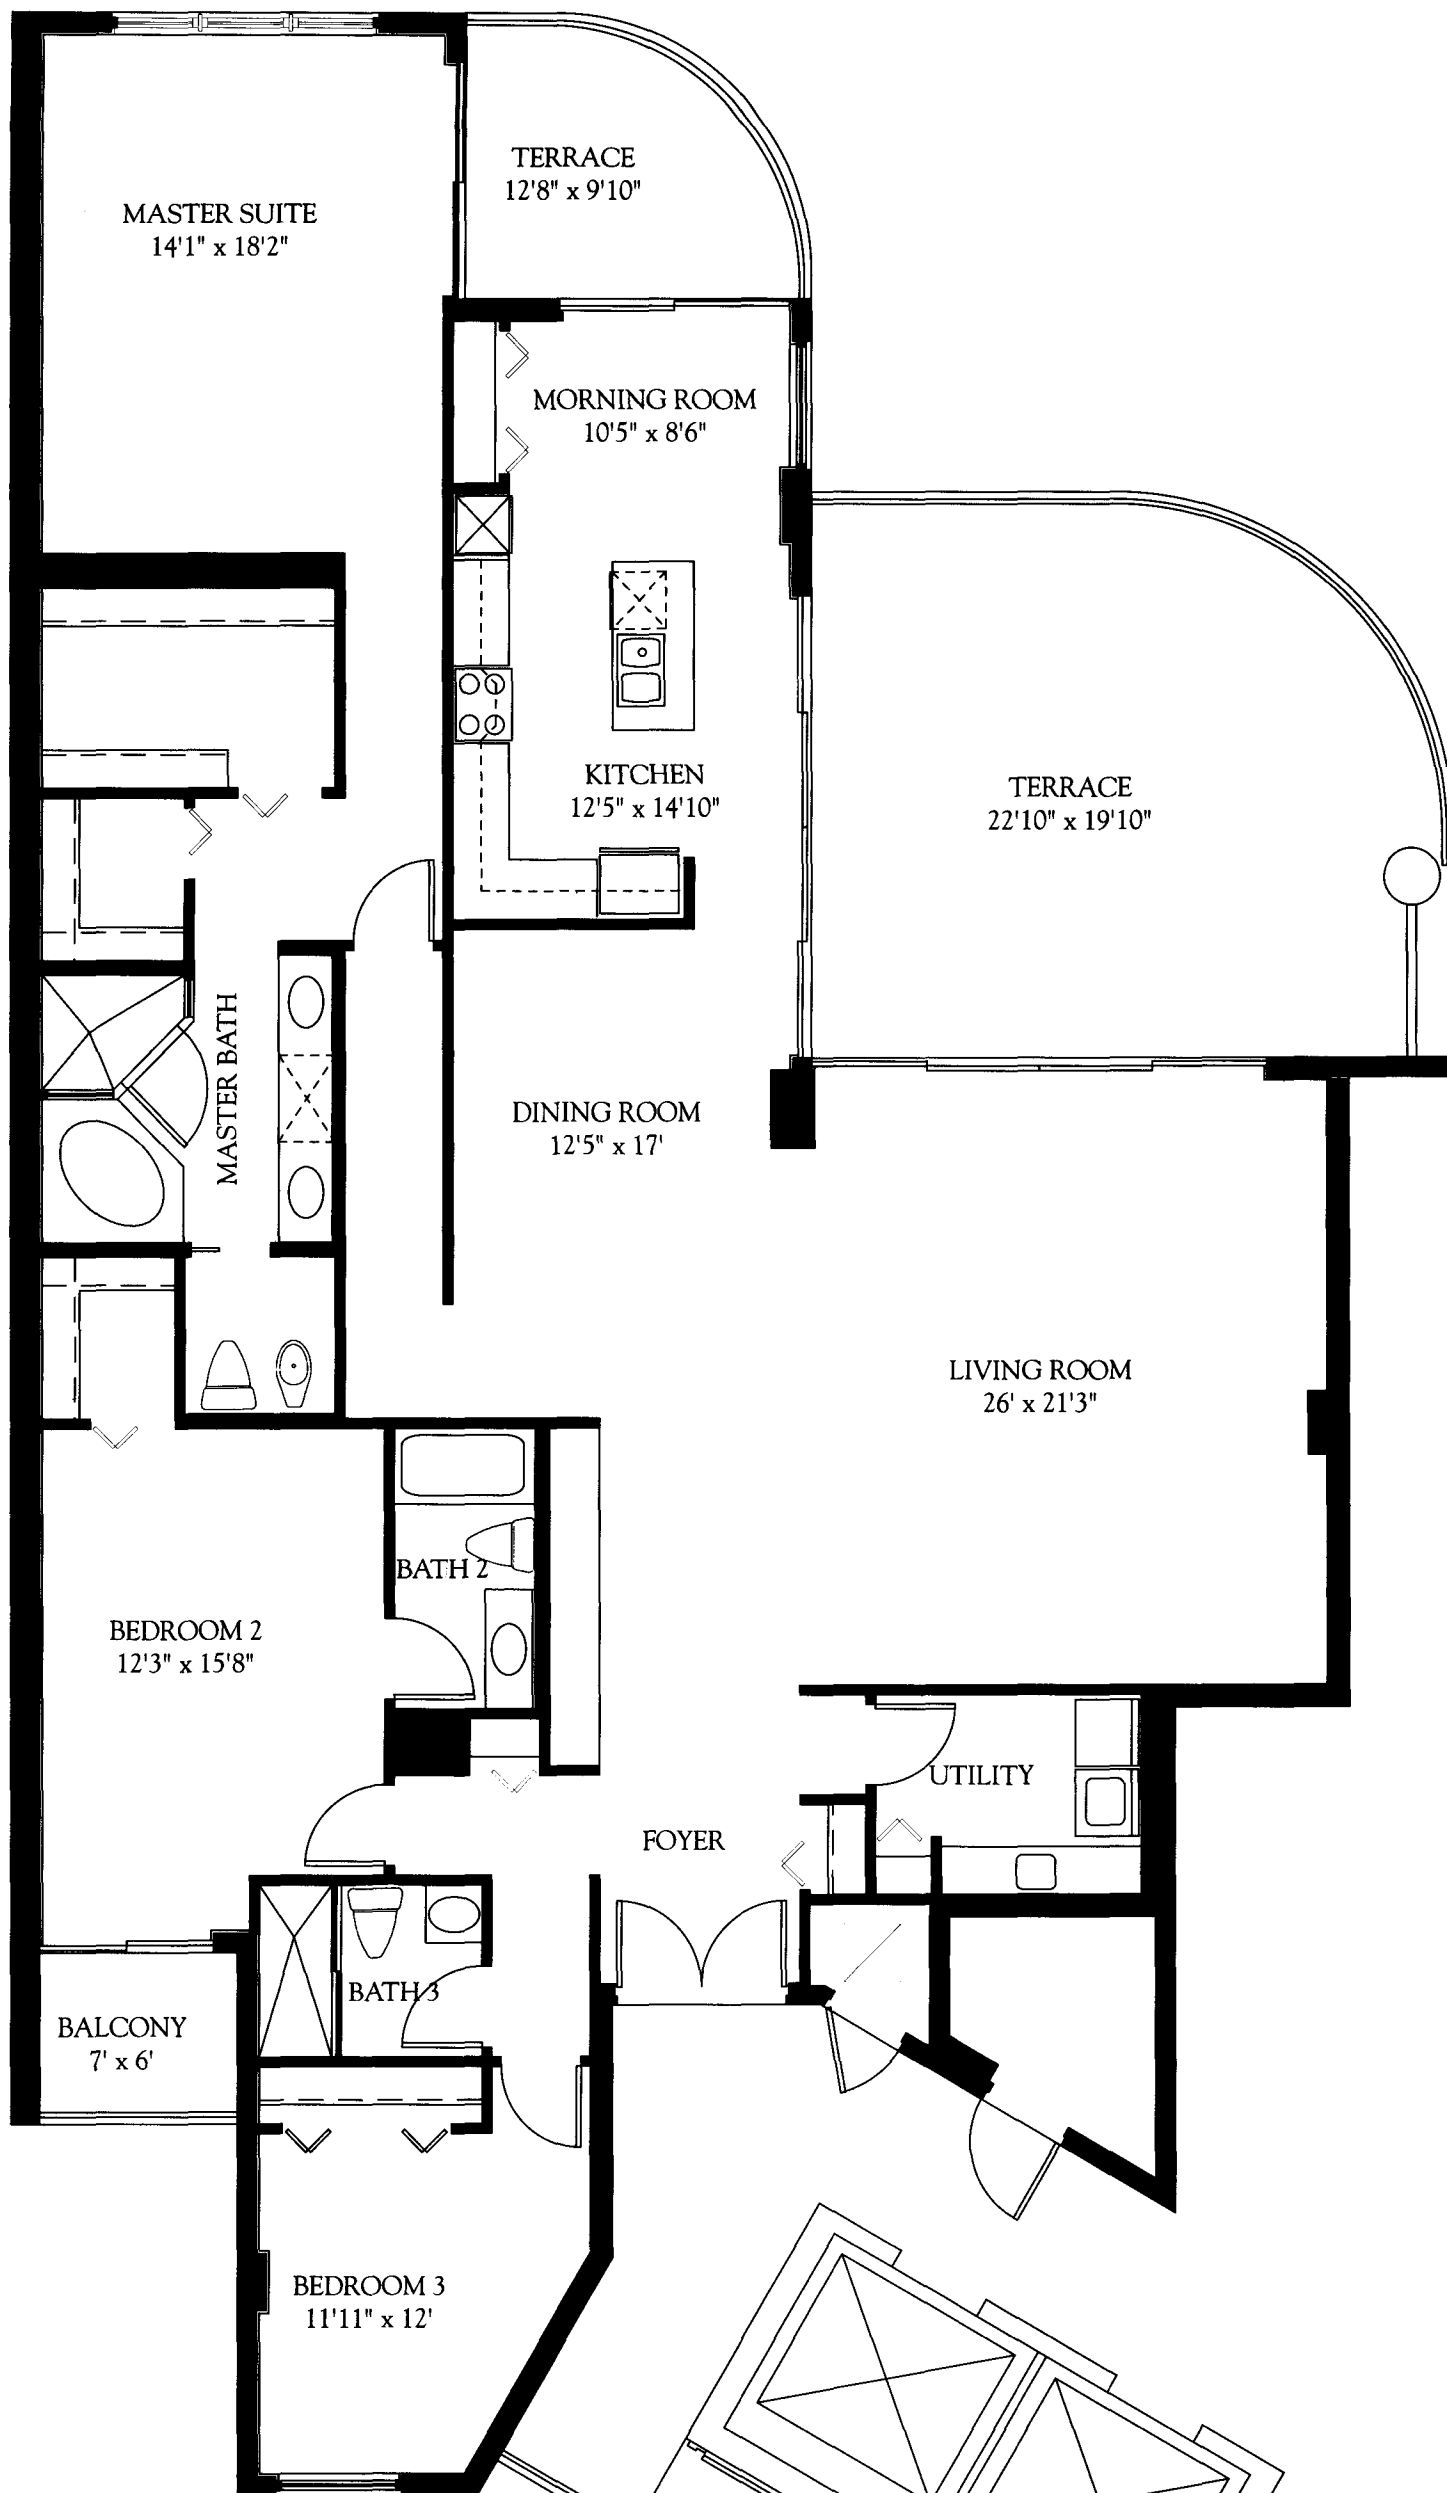 TERRACE
12'8" x 9'10"
MASTER SUITE
14'1" x 18'2"
MORNING ROOM
10'5" x 8'6"
KITCHEN
12'5" x 14'10"
TERRACE
22'10" x 19'10"
MASTER BATH
DINING ROOM
12'5" x 17'
LIVING ROOM
26' x 21'3"
BATH 2
BEDROOM 2
12'3" x 15'8"
UTILITY
FOYER
BATH 3
BALCONY
7' x 6'
BEDROOM 3
11'11" x 12'